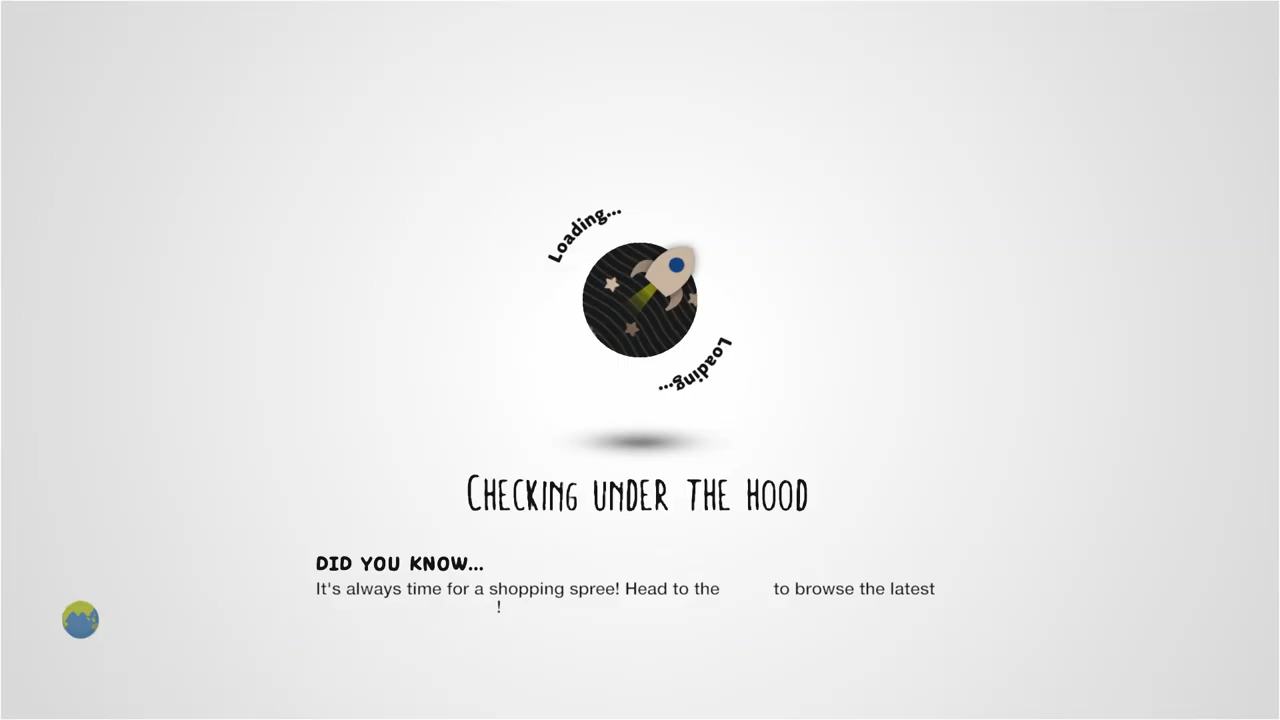 Loading...
Loading...
CHECKING UNDER THE HOOD
DID YOU KNOW...
It's always time for a shopping spree! Head to the to browse the latest
!